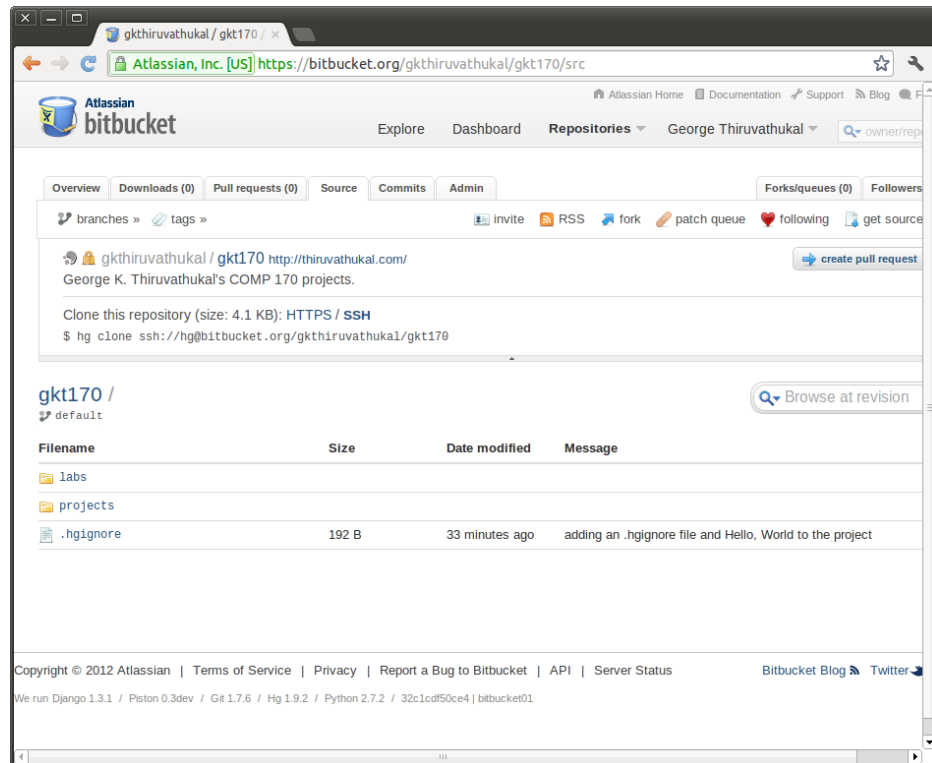 gkthiruvathukal / gkt170 /
Atlassian, Inc. [US] https://bitbucket.org/gkthiruvathukal/gkt170/src
Atlassian Home Documentation Support Blog F
Atlassian
bitbucket
Explore Dashboard Repositories George Thiruvathukal owner/repo
Overview Downloads (0) Pull requests (0) Source Commits Admin Forks/queues (0) Followers
branches » tags » invite RSS fork patch queue following get source
gkthiruvathukal / gkt170 http://thiruvathukal.com/ create pull request
George K. Thiruvathukal's COMP 170 projects.
Clone this repository (size: 4.1 KB): HTTPS / SSH
$ hg clone ssh://hg@bitbucket.org/gkthiruvathukal/gkt170
gkt170 / Browse at revision
default
Filename Size Date modified Message
labs
projects
.hgignore 192 B 33 minutes ago adding an .hgignore file and Hello, World to the project
Copyright © 2012 Atlassian | Terms of Service | Privacy | Report a Bug to Bitbucket | API | Server Status Bitbucket Blog Twitter
We run Django 1.3.1 / Piston 0.3dev / Git 1.7.6 / Hg 1.9.2 / Python 2.7.2 / 32c1cdf50ce4 | bitbucket01